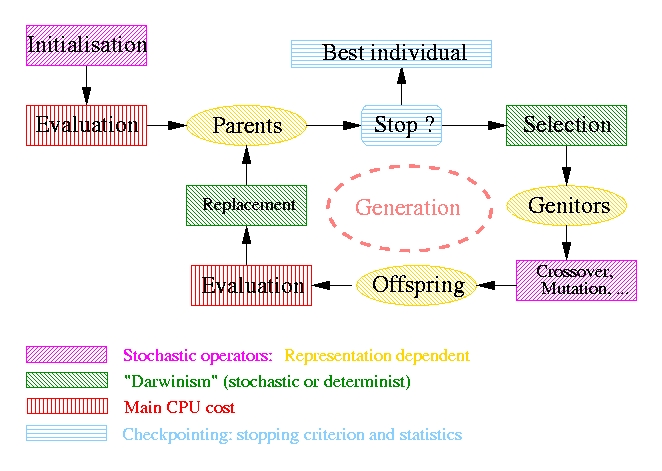 Initialisation
Best individual
Evaluation
Parents
Stop ?
Selection
Replacement
Generation
Genitors
Evaluation
Offspring
Crossover,
Mutation, ...
Stochastic operators: Representation dependent
"Darwinism" (stochastic or determinist)
Main CPU cost
Checkpointing: stopping criterion and statistics